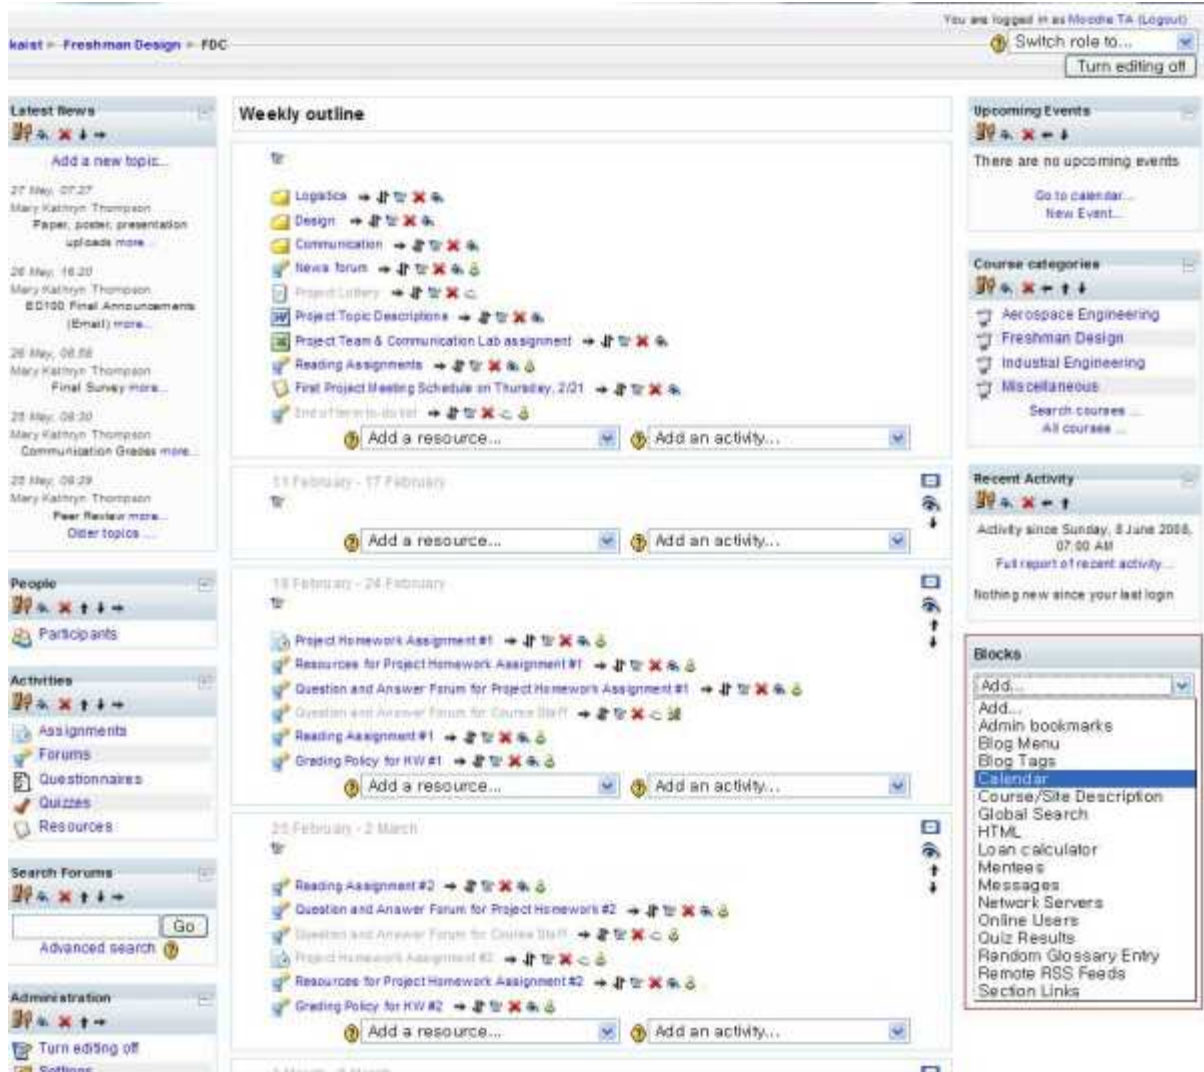 You are logged in as Moodle TA (Logout)
kaist ► Freshman Design ► FDC
Switch role to...
Turn editing off
Latest News
Add a new topic...
27 May, 07:27
Mary Kathryn Thompson
Paper, poster, presentation
uploads more...
26 May, 16:20
Mary Kathryn Thompson
ED100 Final Announcements
(Email) more...
Mary Kathryn Thompson
Final Survey more...
Mary Kathryn Thompson
Communication Grades more...
Mary Kathryn Thompson
Peer Review more...
Older topics ...
People
Participants
Activities
Assignments
Forums
Questionnaires
Quizzes
Resources
Search Forums
Go
Advanced search
Administration
Turn editing off
Settings
Weekly outline
Logistics
Design
Communication
News forum
Project Lottery
Project Topic Descriptions
Project Team & Communication Lab assignment
Reading Assignments
First Project Meeting Schedule on Thursday, 2/21
End of term to-do list
Add a resource... Add an activity...
11 February - 17 February
Add a resource... Add an activity...
18 February - 24 February
Project Homework Assignment #1
Resources for Project Homework Assignment #1
Question and Answer Forum for Project Homework Assignment #1
Question and Answer Forum for Course Staff
Reading Assignment #1
Grading Policy for HW #1
Add a resource... Add an activity...
25 February - 2 March
Reading Assignment #2
Question and Answer Forum for Project Homework #2
Question and Answer Forum for Course Staff
Project Homework Assignment #2
Resources for Project Homework Assignment #2
Grading Policy for HW #2
Add a resource... Add an activity...
Upcoming Events
There are no upcoming events
Go to calendar...
New Event...
Course categories
Aerospace Engineering
Freshman Design
Industial Engineering
Miscellaneous
Search courses ...
All courses ...
Recent Activity
Activity since Sunday, 8 June 2008,
07:00 AM
Full report of recent activity...
Nothing new since your last login
Blocks
Add...
Add...
Admin bookmarks
Blog Menu
Blog Tags
Calendar
Course/Site Description
Global Search
HTML
Loan calculator
Mentees
Messages
Network Servers
Online Users
Quiz Results
Random Glossary Entry
Remote RSS Feeds
Section Links